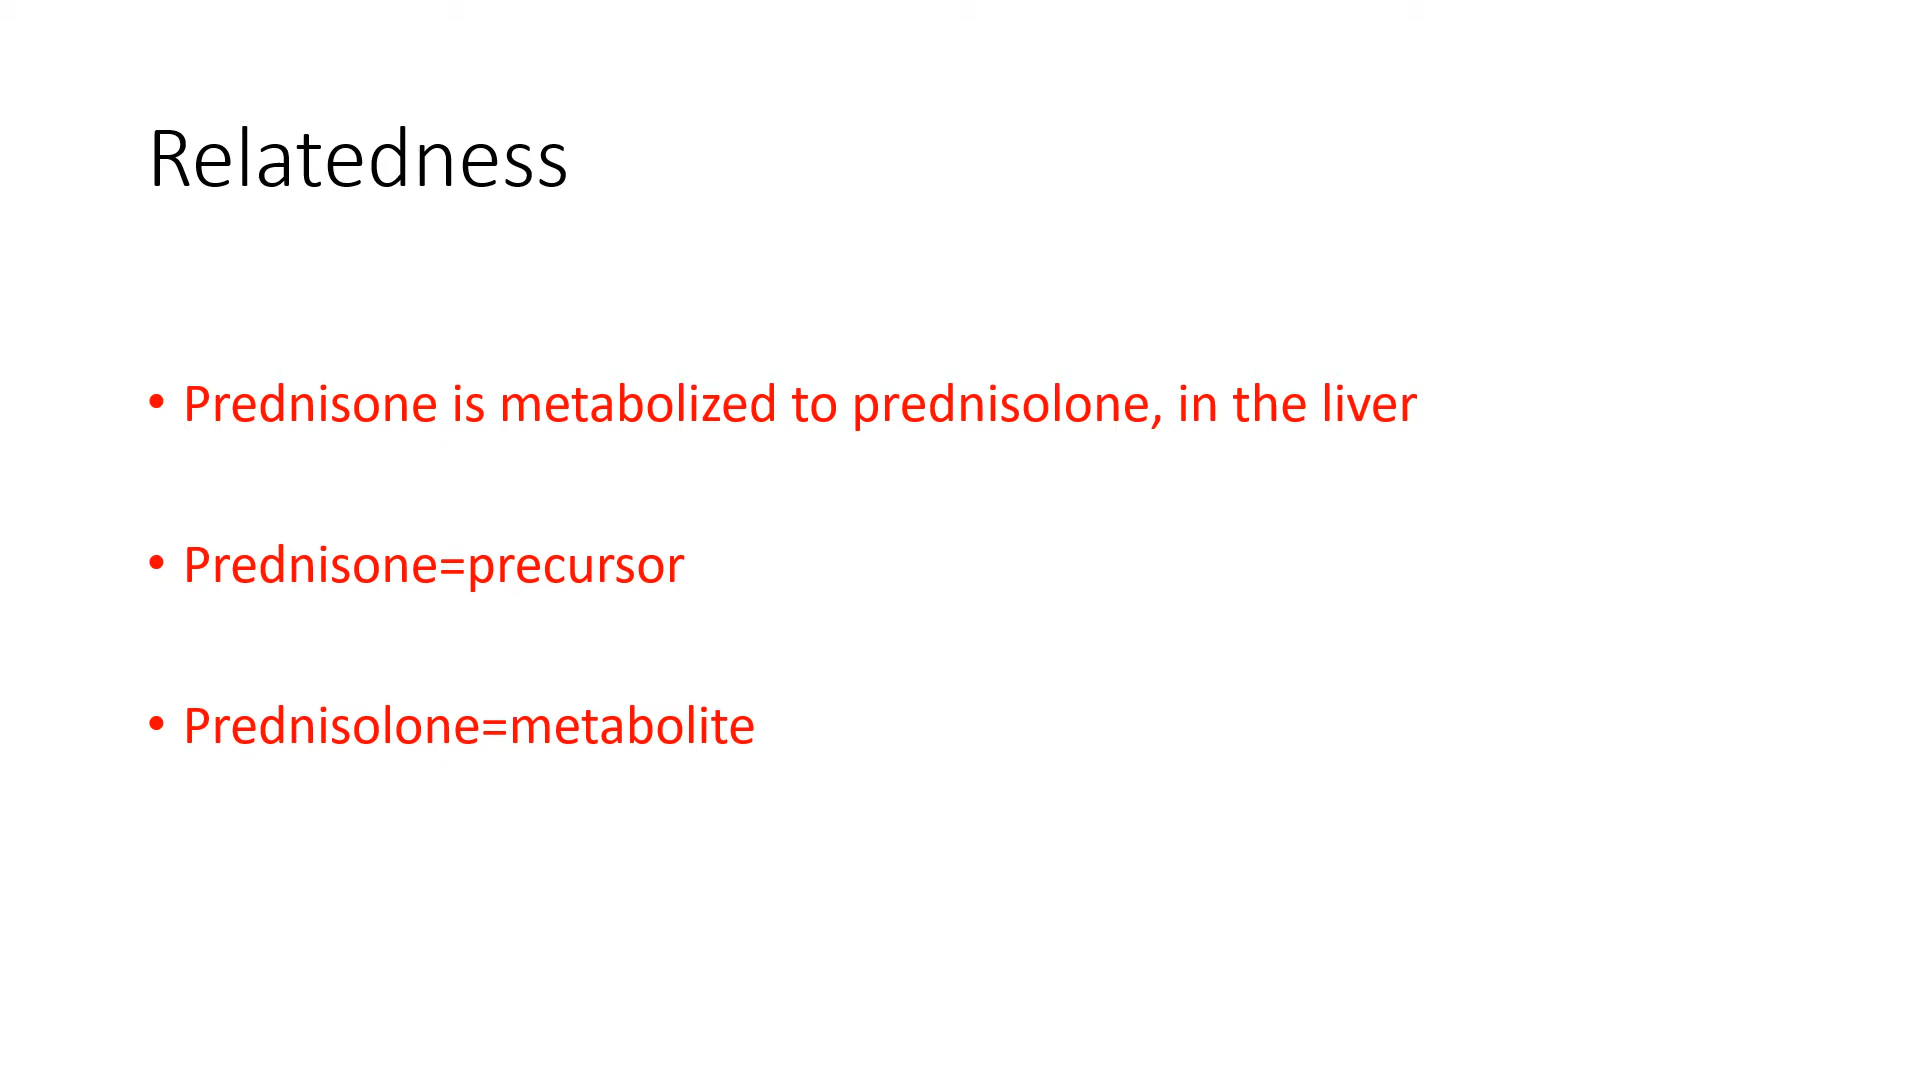 Relatedness
• Prednisone is metabolized to prednisolone, in the liver
• Prednisone=precursor
• Prednisolone=metabolite